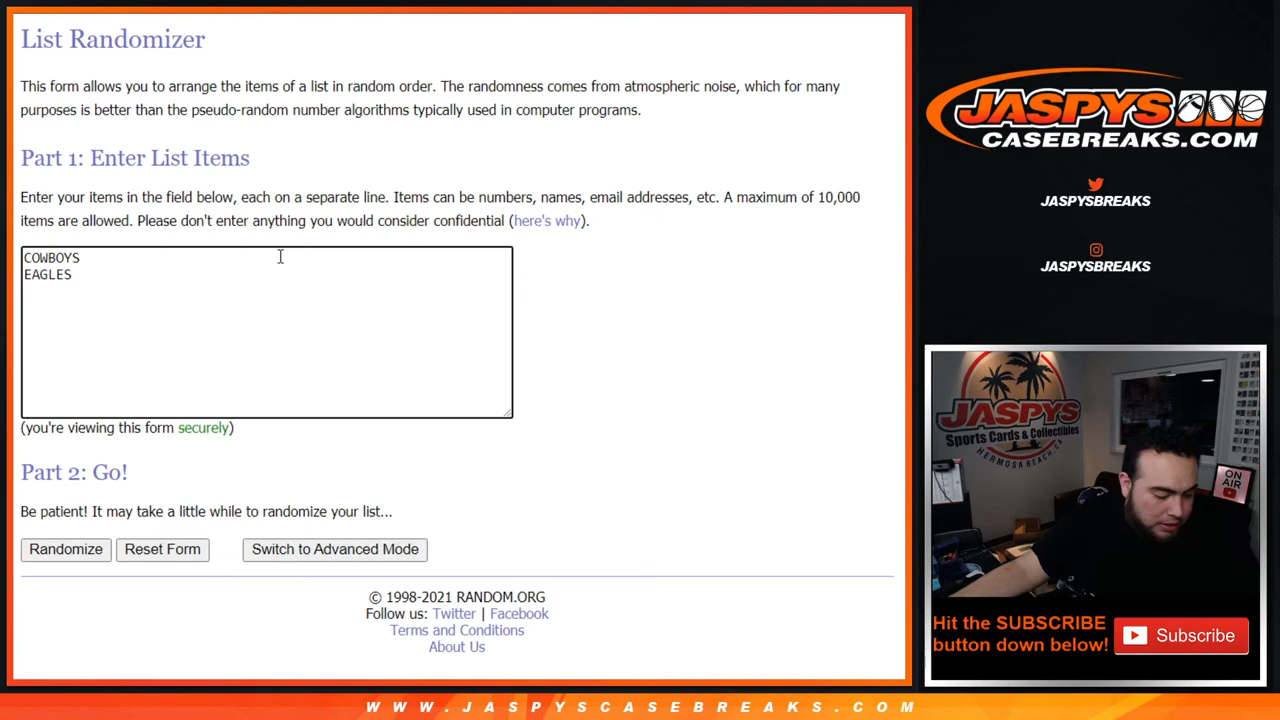 List Randomizer
This form allows you to arrange the items of a list in random order. The randomness comes from atmospheric noise, which for many
purposes is better than the pseudo-random number algorithms typically used in computer programs.
Part 1: Enter List Items
Enter your items in the field below, each on a separate line. Items can be numbers, names, email addresses, etc. A maximum of 10,000
items are allowed. Please don't enter anything you would consider confidential (here's why).
COWBOYS
EAGLES
(you're viewing this form securely)
Part 2: Go!
Be patient! It may take a little while to randomize your list...
Randomize
Reset Form
Switch to Advanced Mode
© 1998-2021 RANDOM.ORG
Follow us: Twitter | Facebook
Terms and Conditions
About Us
JASPYS
CASEBREAKS.COM
JASPYSBREAKS
JASPYSBREAKS
JASPYS
Sports Cards & Collectibles
HERMOSA BEACH, CA
ON
AIR
Hit the SUBSCRIBE
button down below!
Subscribe
WWW.JASPYSCASEBREAKS.COM